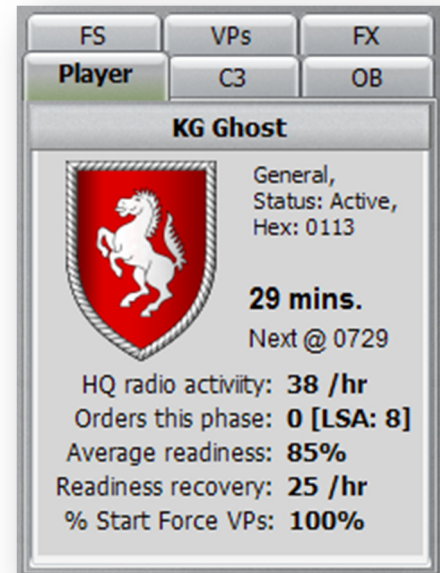 FS VPs FX
Player C3 OB
KG Ghost
General,
Status: Active,
Hex: 0113
29 mins.
Next @ 0729
HQ radio activiity: 38 /hr
Orders this phase: 0 [LSA: 8]
Average readiness: 85%
Readiness recovery: 25 /hr
% Start Force VPs: 100%